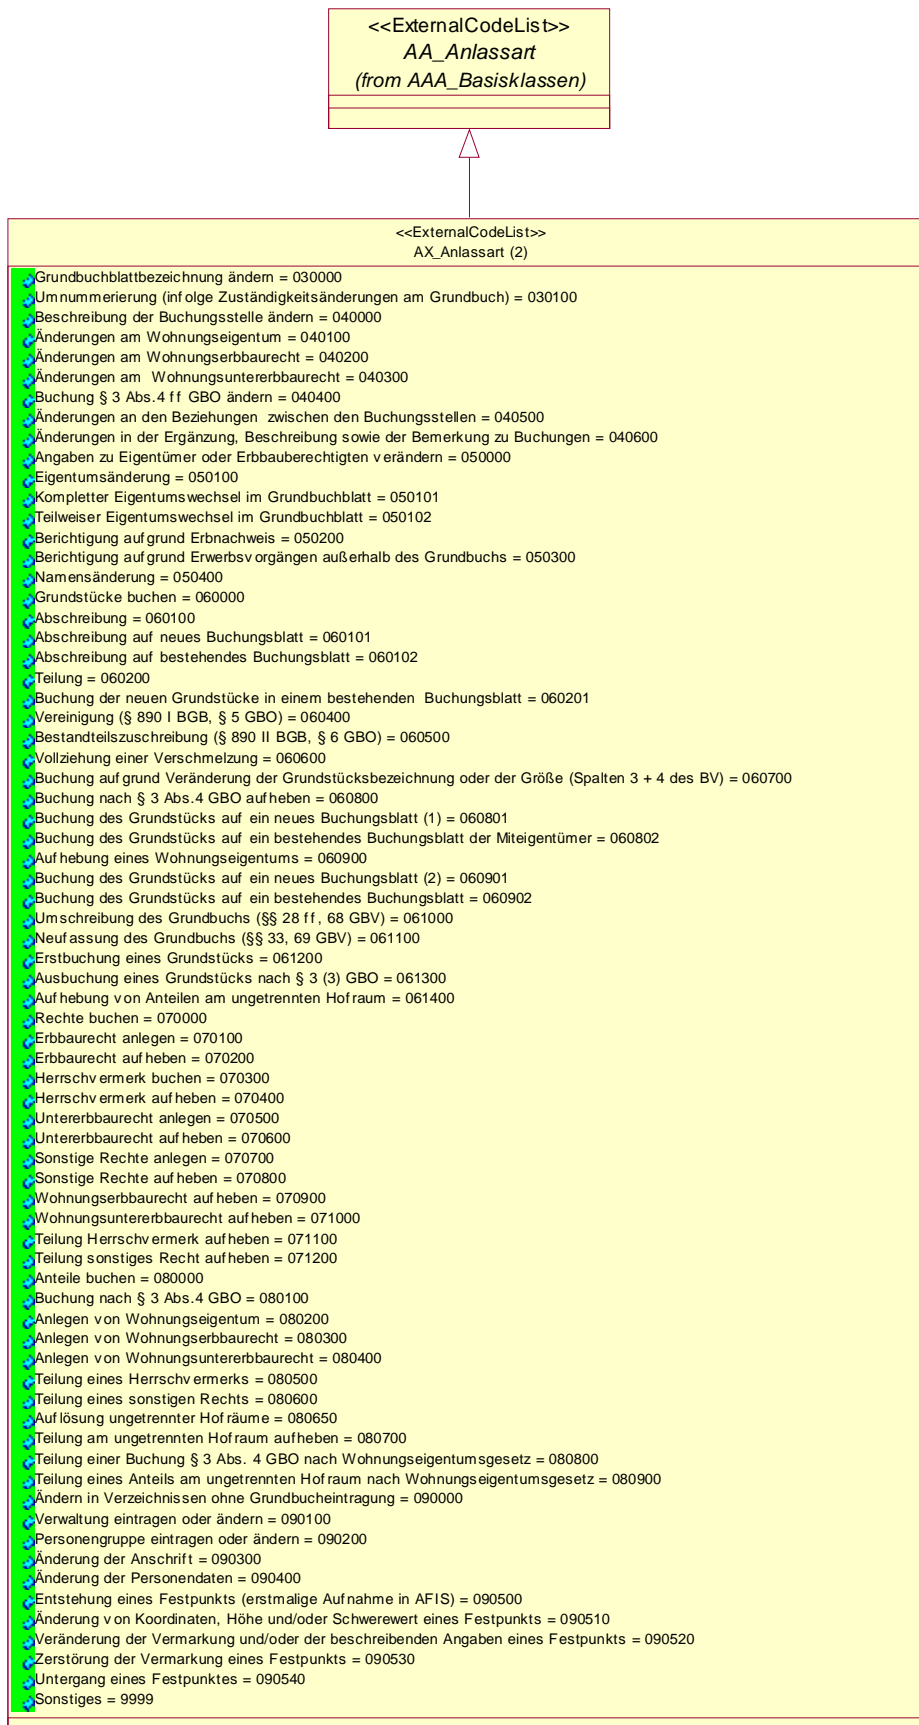 <<ExternalCodeList>>
AA_Anlassart
(from AAA_Basisklassen)
<<ExternalCodeList>>
AX_Anlassart (2)
Grundbuchblattbezeichnung ändern = 030000
Umnummerierung (infolge Zuständigkeitsänderungen am Grundbuch) = 030100
Beschreibung der Buchungsstelle ändern = 040000
Änderungen am Wohnungseigentum = 040100
Änderungen am Wohnungserbbaurecht = 040200
Änderungen am Wohnungsuntererbbaurecht = 040300
Buchung § 3 Abs.4 ff GBO ändern = 040400
Änderungen an den Beziehungen zwischen den Buchungsstellen = 040500
Änderungen in der Ergänzung, Beschreibung sowie der Bemerkung zu Buchungen = 040600
Angaben zu Eigentümer oder Erbbauberechtigten verändern = 050000
Eigentumsänderung = 050100
Kompletter Eigentumswechsel im Grundbuchblatt = 050101
Teilweiser Eigentumswechsel im Grundbuchblatt = 050102
Berichtigung aufgrund Erbnachweis = 050200
Berichtigung aufgrund Erwerbsvorgängen außerhalb des Grundbuchs = 050300
Namensänderung = 050400
Grundstücke buchen = 060000
Abschreibung = 060100
Abschreibung auf neues Buchungsblatt = 060101
Abschreibung auf bestehendes Buchungsblatt = 060102
Teilung = 060200
Buchung der neuen Grundstücke in einem bestehenden Buchungsblatt = 060201
Vereinigung (§ 890 I BGB, § 5 GBO) = 060400
Bestandteilszuschreibung (§ 890 II BGB, § 6 GBO) = 060500
Vollziehung einer Verschmelzung = 060600
Buchung aufgrund Veränderung der Grundstücksbezeichnung oder der Größe (Spalten 3 + 4 des BV) = 060700
Buchung nach § 3 Abs.4 GBO aufheben = 060800
Buchung des Grundstücks auf ein neues Buchungsblatt (1) = 060801
Buchung des Grundstücks auf ein bestehendes Buchungsblatt der Miteigentümer = 060802
Aufhebung eines Wohnungseigentums = 060900
Buchung des Grundstücks auf ein neues Buchungsblatt (2) = 060901
Buchung des Grundstücks auf ein bestehendes Buchungsblatt = 060902
Umschreibung des Grundbuchs (§§ 28 ff, 68 GBV) = 061000
Neufassung des Grundbuchs (§§ 33, 69 GBV) = 061100
Erstbuchung eines Grundstücks = 061200
Ausbuchung eines Grundstücks nach § 3 (3) GBO = 061300
Aufhebung von Anteilen am ungetrennten Hofraum = 061400
Rechte buchen = 070000
Erbbaurecht anlegen = 070100
Erbbaurecht aufheben = 070200
Herrschvermerk buchen = 070300
Herrschvermerk aufheben = 070400
Untererbbaurecht anlegen = 070500
Untererbbaurecht aufheben = 070600
Sonstige Rechte anlegen = 070700
Sonstige Rechte aufheben = 070800
Wohnungserbbaurecht aufheben = 070900
Wohnungsuntererbbaurecht aufheben = 071000
Teilung Herrschvermerk aufheben = 071100
Teilung sonstiges Recht aufheben = 071200
Anteile buchen = 080000
Buchung nach § 3 Abs.4 GBO = 080100
Anlegen von Wohnungseigentum = 080200
Anlegen von Wohnungserbbaurecht = 080300
Anlegen von Wohnungsuntererbbaurecht = 080400
Teilung eines Herrschvermerks = 080500
Teilung eines sonstigen Rechts = 080600
Auflösung ungetrennter Hofräume = 080650
Teilung am ungetrennten Hofraum aufheben = 080700
Teilung einer Buchung § 3 Abs. 4 GBO nach Wohnungseigentumsgesetz = 080800
Teilung eines Anteils am ungetrennten Hofraum nach Wohnungseigentumsgesetz = 080900
Ändern in Verzeichnissen ohne Grundbucheintragung = 090000
Verwaltung eintragen oder ändern = 090100
Personengruppe eintragen oder ändern = 090200
Änderung der Anschrift = 090300
Änderung der Personendaten = 090400
Entstehung eines Festpunkts (erstmalige Aufnahme in AFIS) = 090500
Änderung von Koordinaten, Höhe und/oder Schwerewert eines Festpunkts = 090510
Veränderung der Vermarkung und/oder der beschreibenden Angaben eines Festpunkts = 090520
Zerstörung der Vermarkung eines Festpunkts = 090530
Untergang eines Festpunktes = 090540
Sonstiges = 9999